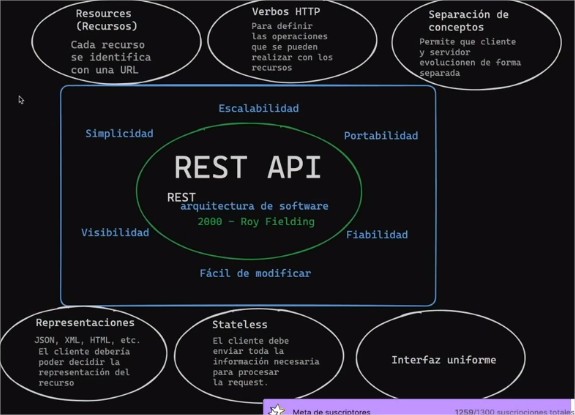 Resources
(Recursos)
Cada recurso
se identifica
con una URL
Verbos HTTP
Para definir
las operaciones
que se pueden
realizar con los
recursos
Separación de
conceptos
Permite que cliente
y servidor
evolucionen de forma
separada
Escalabilidad
Simplicidad
Portabilidad
REST API
REST
arquitectura de software
2000 - Roy Fielding
Visibilidad
Fiabilidad
Fácil de modificar
Representaciones
JSON, XML, HTML, etc.
El cliente debería
poder decidir la
representación del
recurso
Stateless
El cliente debe
enviar toda la
información necesaria
para procesar
la request.
Interfaz uniforme
Meta de suscriptores
1259/1300 suscripciones totales